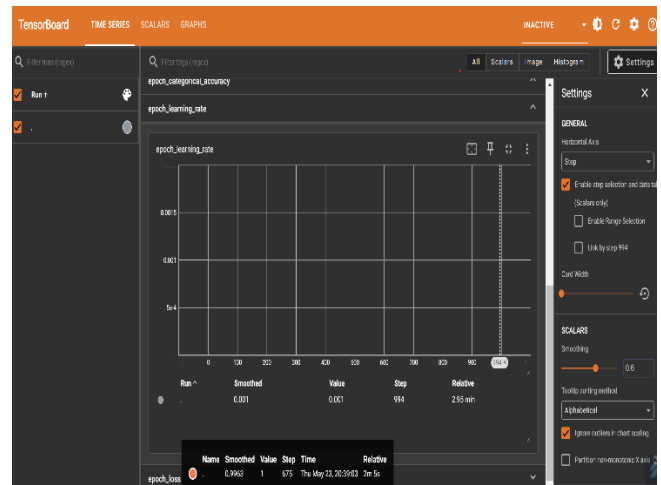 TensorBoard TIME SERIES SCALARS GRAPHS INACTIVE
Filter runs (regex)
Filter tags (regex)
All Scalars Image Histogram
Settings
Run ↑
.
epoch_categorical_accuracy
epoch_learning_rate
epoch_learning_rate
0.0015
0.001
5e-4
0 100 200 300 400 500 600 700 800 900 994
Run Smoothed Value Step Relative
. 0.001 0.001 994 2.95 min
Name Smoothed Value Step Time Relative
. 0.9963 1 675 Thu May 23, 20:39:03 2m 5s
epoch_loss
Settings X
GENERAL
Horizontal Axis
Step
Enable step selection and data tal
(Scalars only)
Enable Range Selection
Link by step 994
Card Width
SCALARS
Smoothing
0.6
Tooltip sorting method
Alphabetical
Ignore outliers in chart scaling
Partition non-monotonic X axis